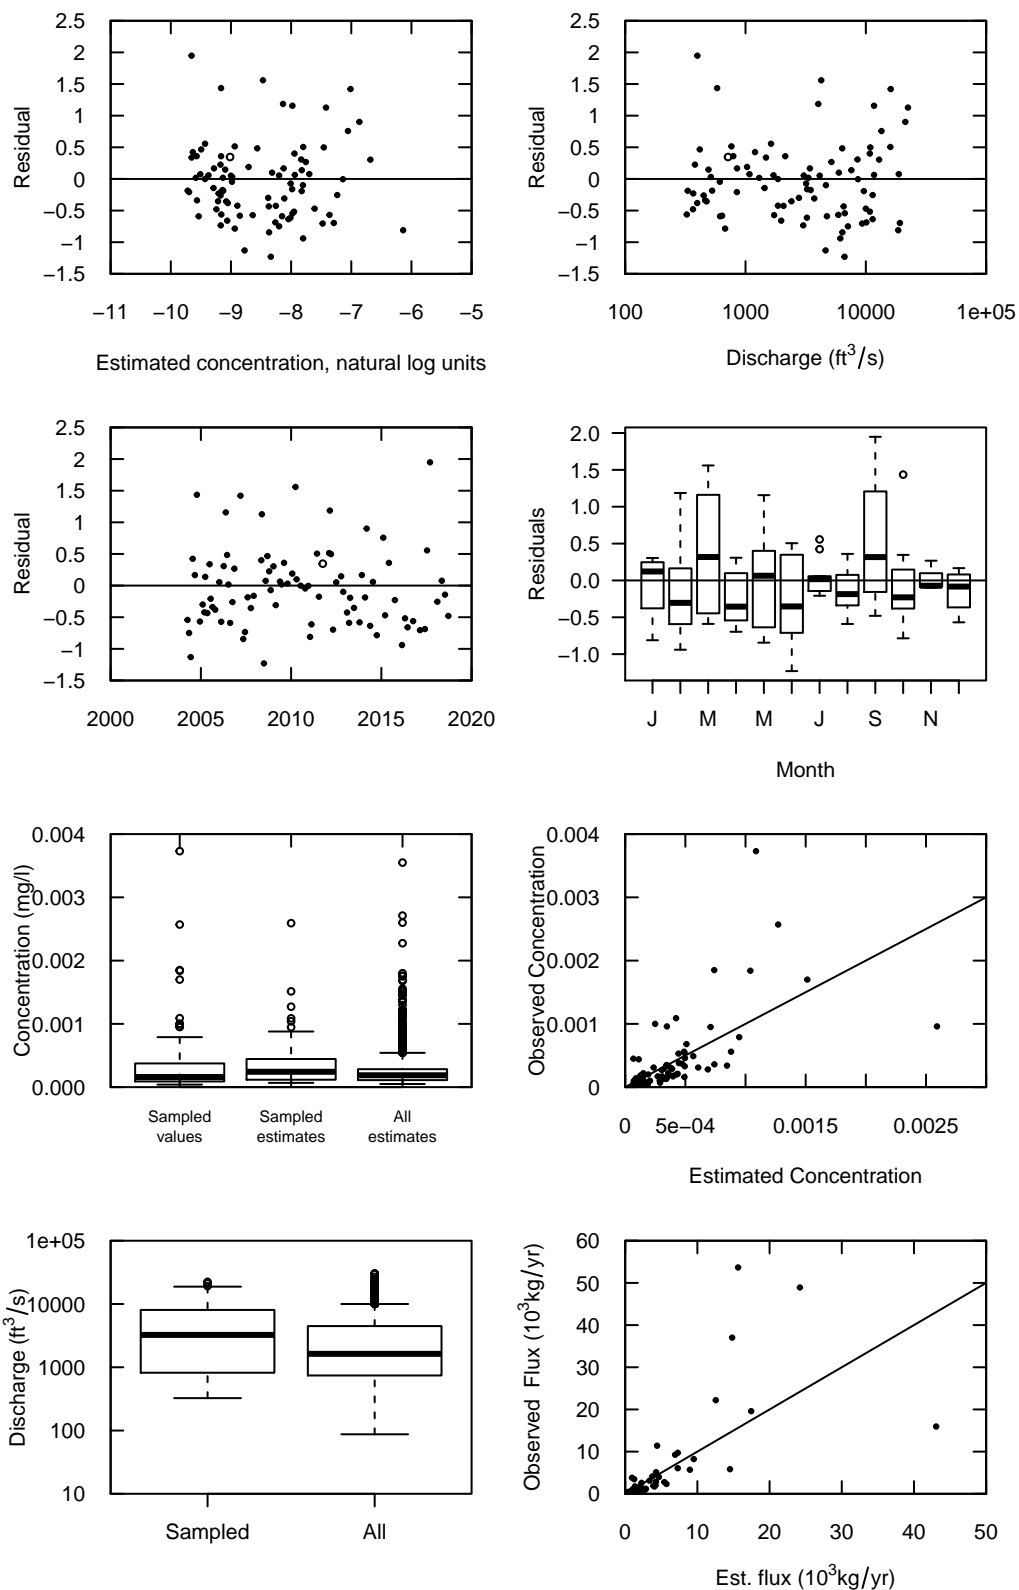 2.5
2
1.5
1
0.5
0
−0.5
−1
−1.5
Residual
−11 −10 −9 −8 −7 −6 −5
Estimated concentration, natural log units
2.5
2
1.5
1
0.5
0
−0.5
−1
−1.5
Residual
100 1000 10000 1e+05
Discharge (ft3/s)
2.5
2
1.5
1
0.5
0
−0.5
−1
−1.5
Residual
2000 2005 2010 2015 2020
2.0
1.5
1.0
0.5
0.0
−0.5
−1.0
Residuals
J M M J S N
Month
0.004
0.003
0.002
0.001
0.000
Concentration (mg/l)
Sampled values
Sampled estimates
All estimates
0.004
0.003
0.002
0.001
0
Observed Concentration
0 5e−04 0.0015 0.0025
Estimated Concentration
1e+05
10000
1000
100
10
Discharge (ft3/s)
Sampled All
60
50
40
30
20
10
0
Observed Flux (103kg/yr)
0 10 20 30 40 50
Est. flux (103kg/yr)